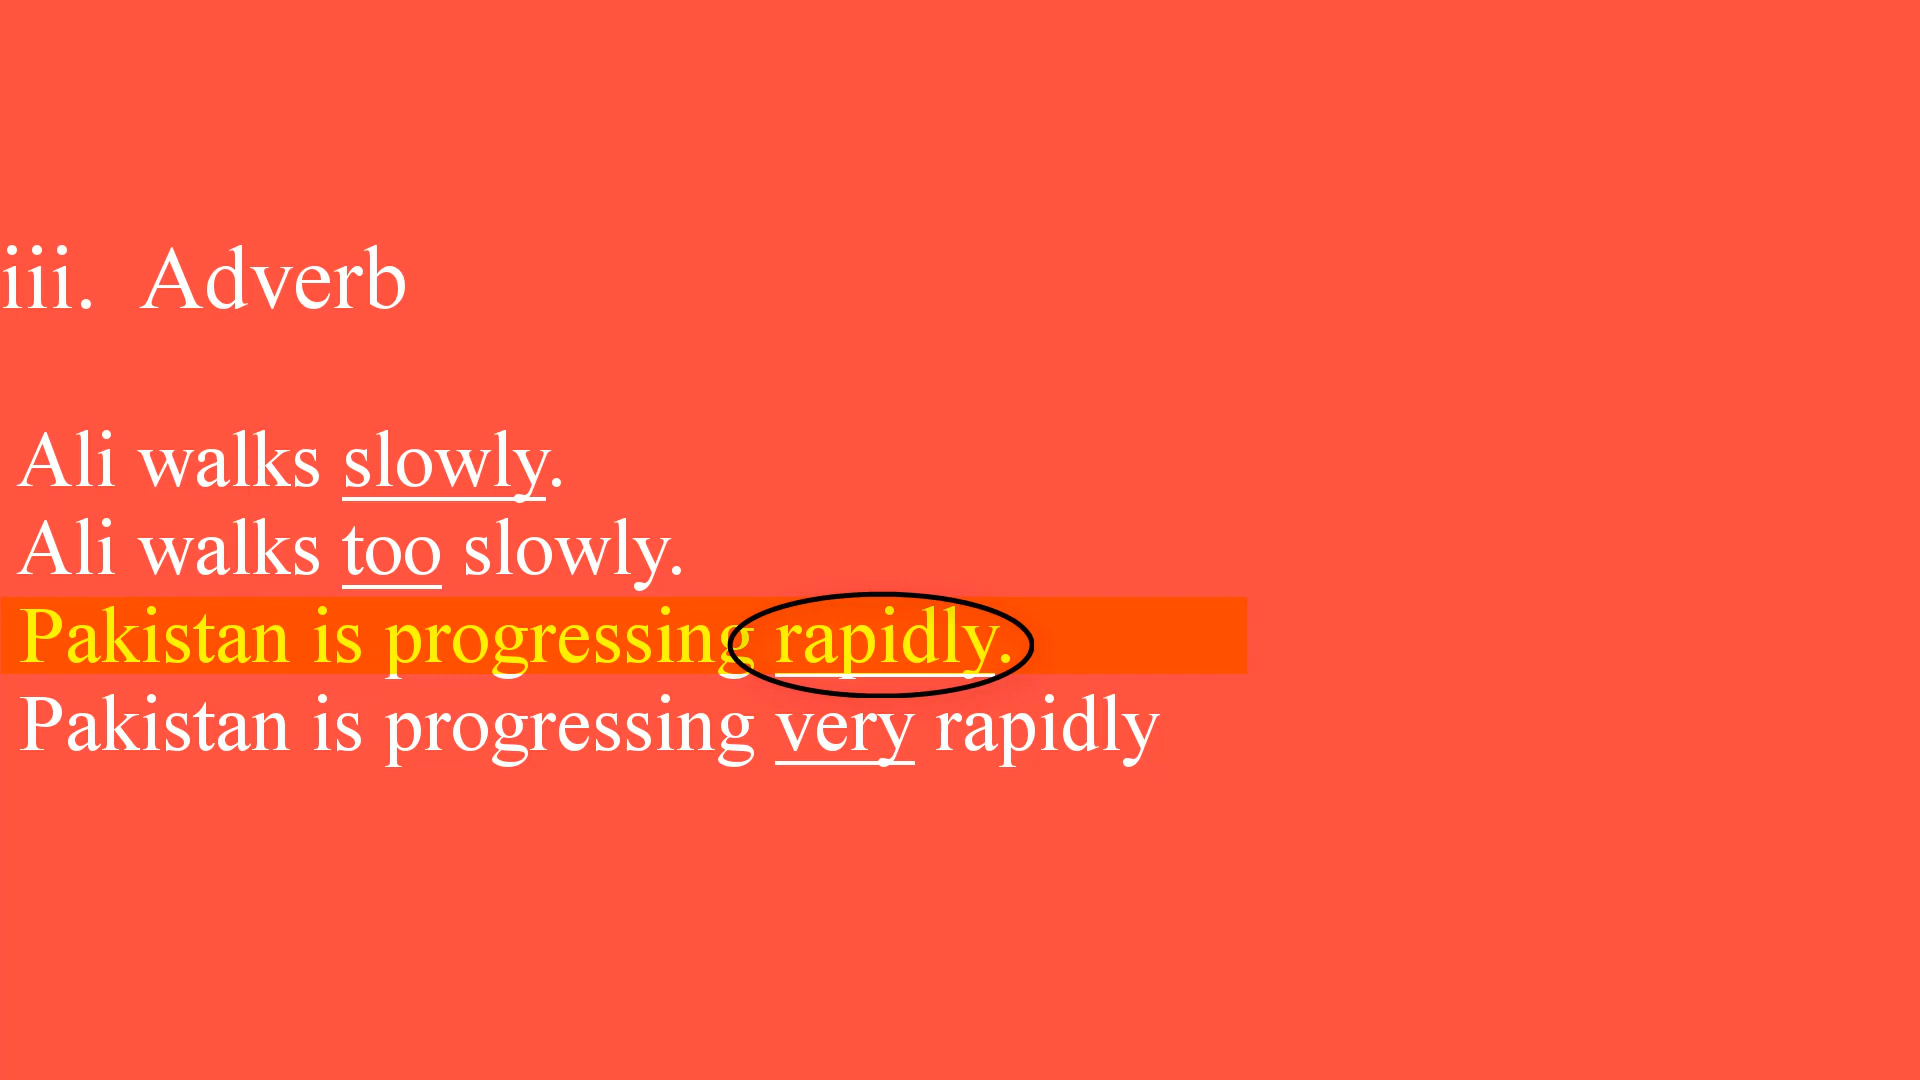 iii. Adverb
Ali walks slowly.
Ali walks too slowly.
Pakistan is progressing rapidly.
Pakistan is progressing very rapidly